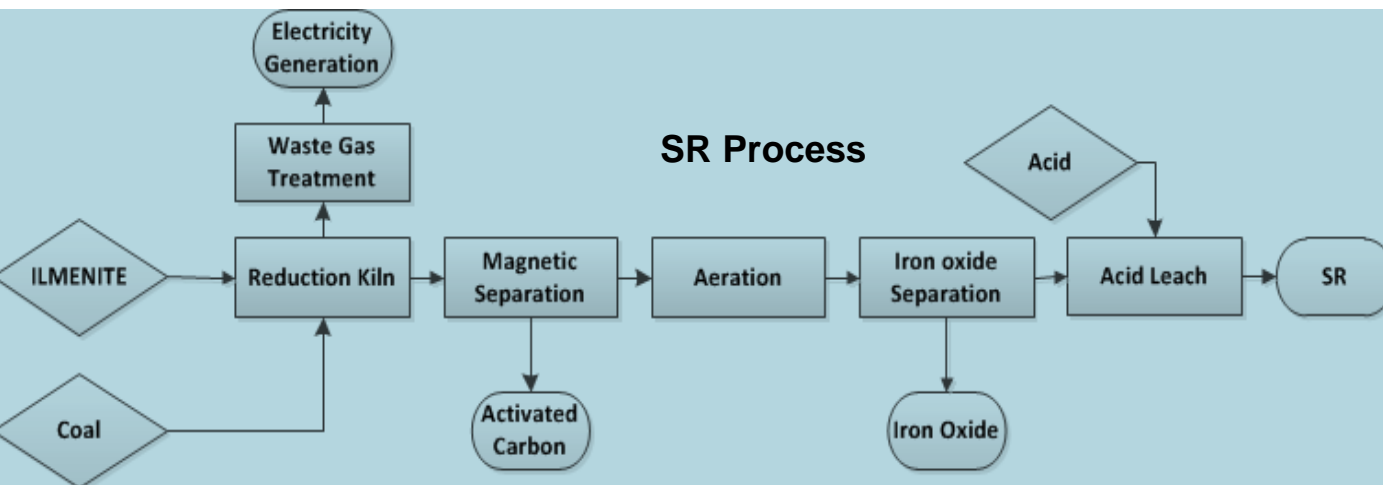 Electricity
Generation
Waste Gas
Treatment
SR Process
Acid
ILMENITE
Reduction Kiln
Magnetic
Separation
Aeration
Iron oxide
Separation
Acid Leach
SR
Coal
Activated
Carbon
Iron Oxide